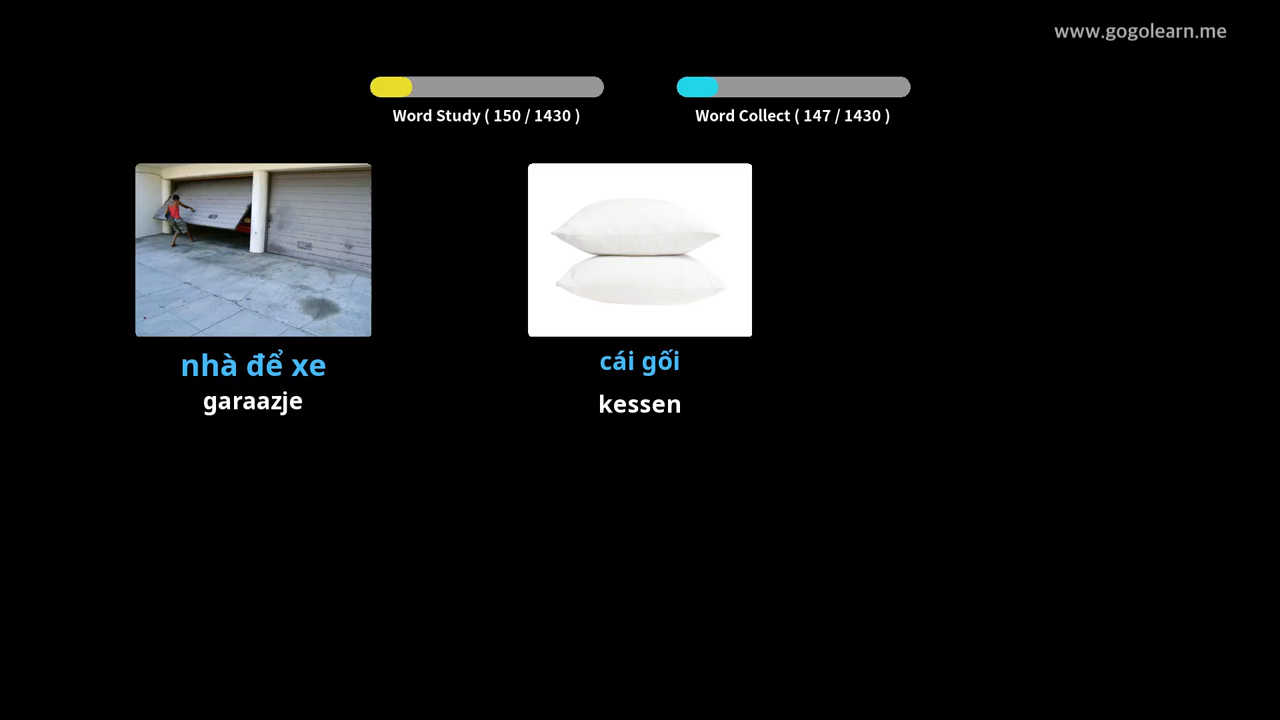 www.gogolearn.me
Word Study ( 150 / 1430 )
Word Collect ( 147 / 1430 )
nhà để xe
garaazje
cái gối
kessen